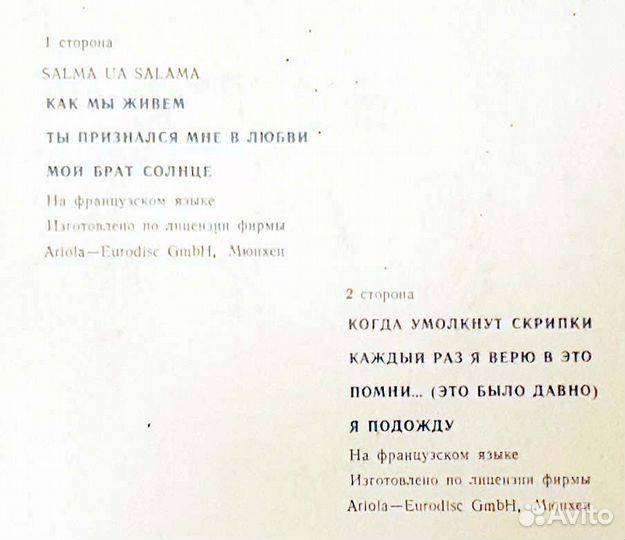 1 сторона
SALMA UA SALAMA
КАК МЫ ЖИВЕМ
ТЫ ПРИЗНАЛСЯ МНЕ В ЛЮБВИ
МОЙ БРАТ СОЛНЦЕ
На французском языке
Изготовлено по лицензии фирмы
Ariola—Eurodisc GmbH, Мюнхен
2 сторона
КОГДА УМОЛКНУТ СКРИПКИ
КАЖДЫЙ РАЗ Я ВЕРЮ В ЭТО
ПОМНИ... (ЭТО БЫЛО ДАВНО)
Я ПОДОЖДУ
На французском языке
Изготовлено по лицензии фирмы
Ariola—Eurodisc GmbH, Мюнхен
Avito